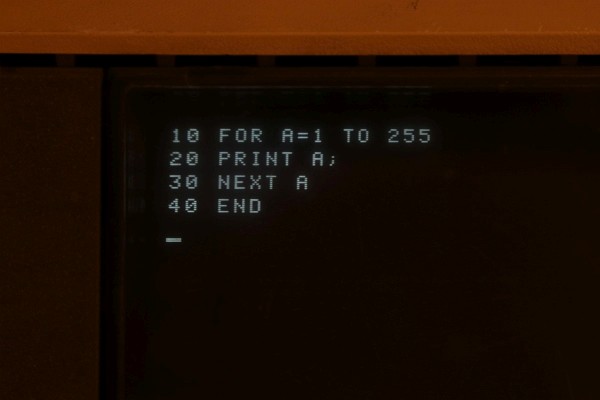 10 FOR A=1 TO 255
20 PRINT A;
30 NEXT A
40 END